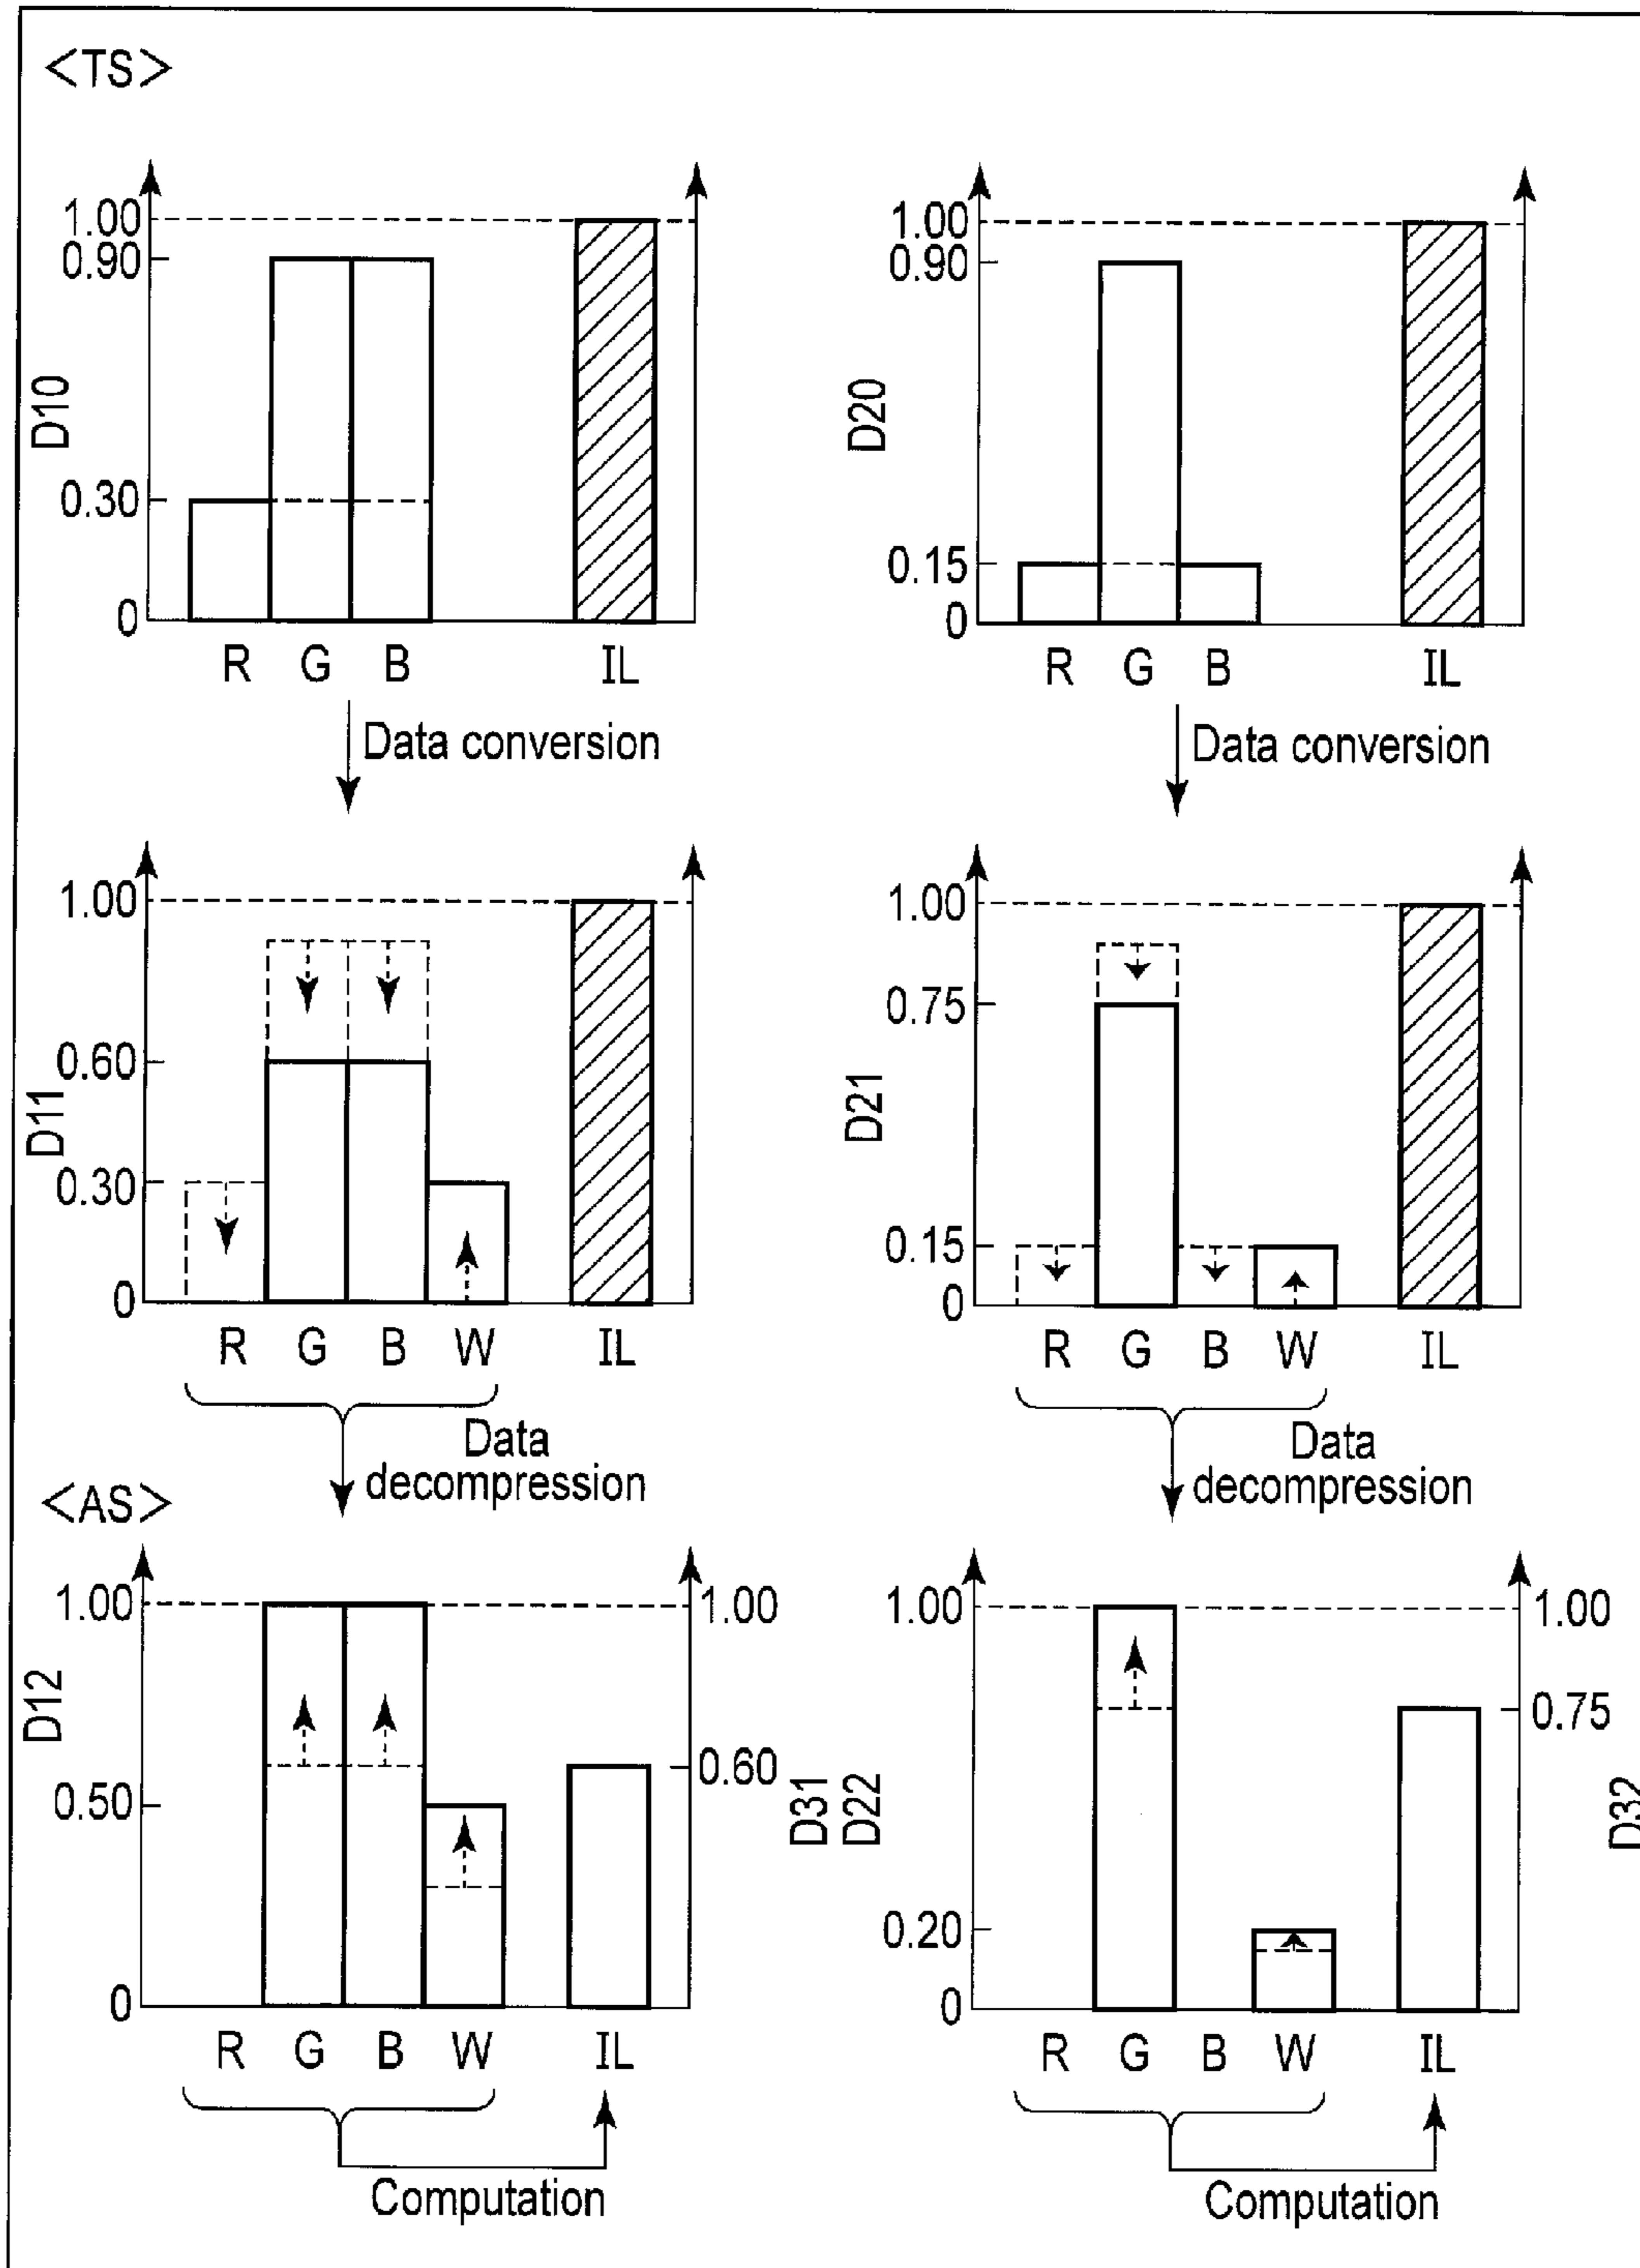 <TS>
D10
1.00
0.90
0.30
0
R G B IL
D20
1.00
0.90
0.15
0
R G B IL
Data conversion
Data conversion
D11
1.00
0.60
0.30
0
R G B W IL
D21
1.00
0.75
0.15
0
R G B W IL
Data
decompression
Data
decompression
<AS>
D12
1.00
0.50
0
1.00
0.60
D31
R G B W IL
D22
1.00
0.20
0
1.00
0.75
D32
R G B W IL
Computation
Computation